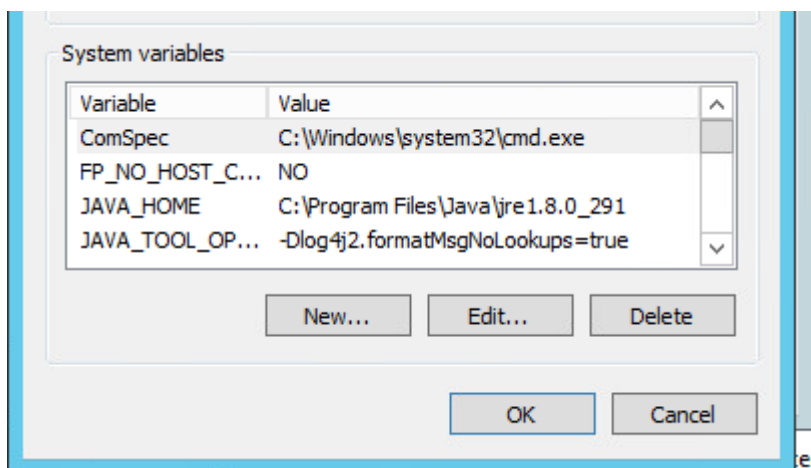 System variables
Variable Value
ComSpec C:\Windows\system32\cmd.exe
FP_NO_HOST_C... NO
JAVA_HOME C:\Program Files\Java\jre1.8.0_291
JAVA_TOOL_OP... -Dlog4j2.formatMsgNoLookups=true
New... Edit... Delete
OK Cancel